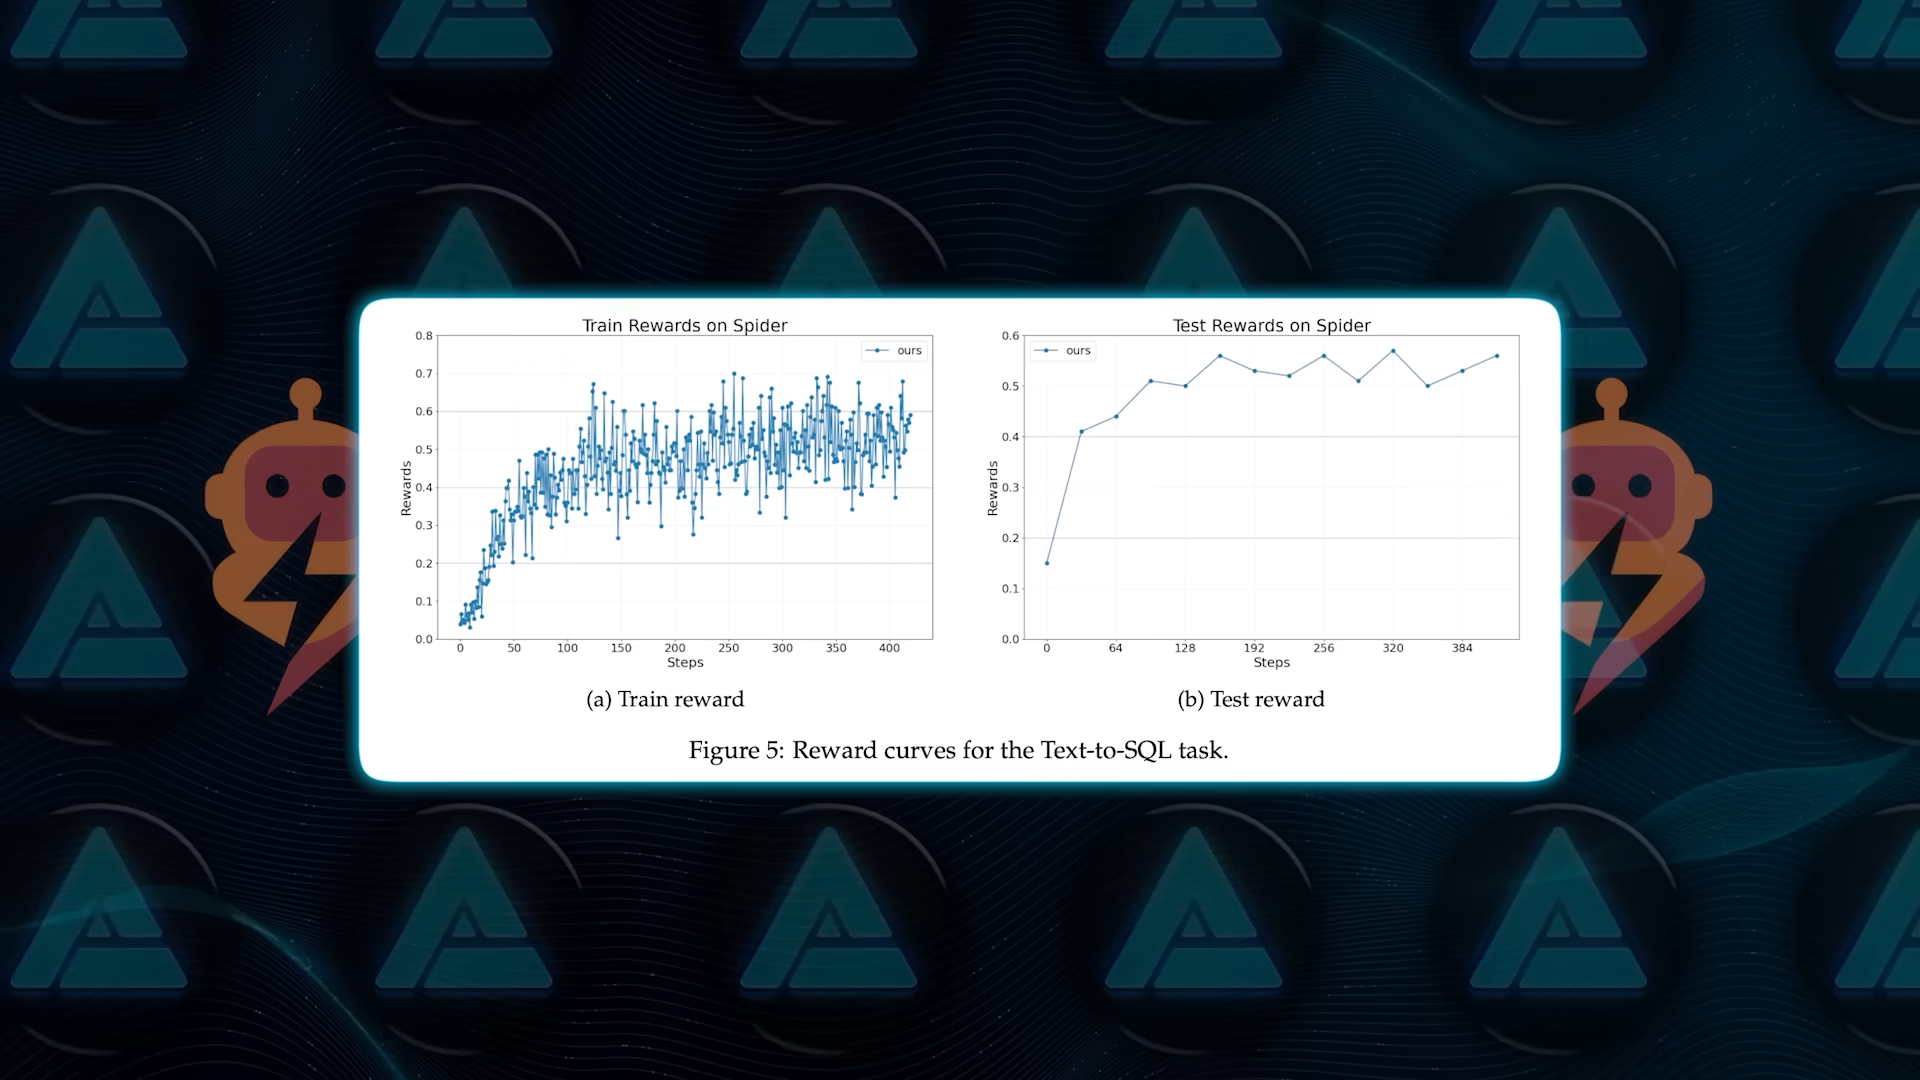 Train Rewards on Spider
ours
0.8
0.7
0.6
0.5
0.4
0.3
0.2
0.1
0.0
Rewards
0 50 100 150 200 250 300 350 400
Steps
(a) Train reward
Test Rewards on Spider
ours
0.6
0.5
0.4
0.3
0.2
0.1
0.0
Rewards
0 64 128 192 256 320 384
Steps
(b) Test reward
Figure 5: Reward curves for the Text-to-SQL task.